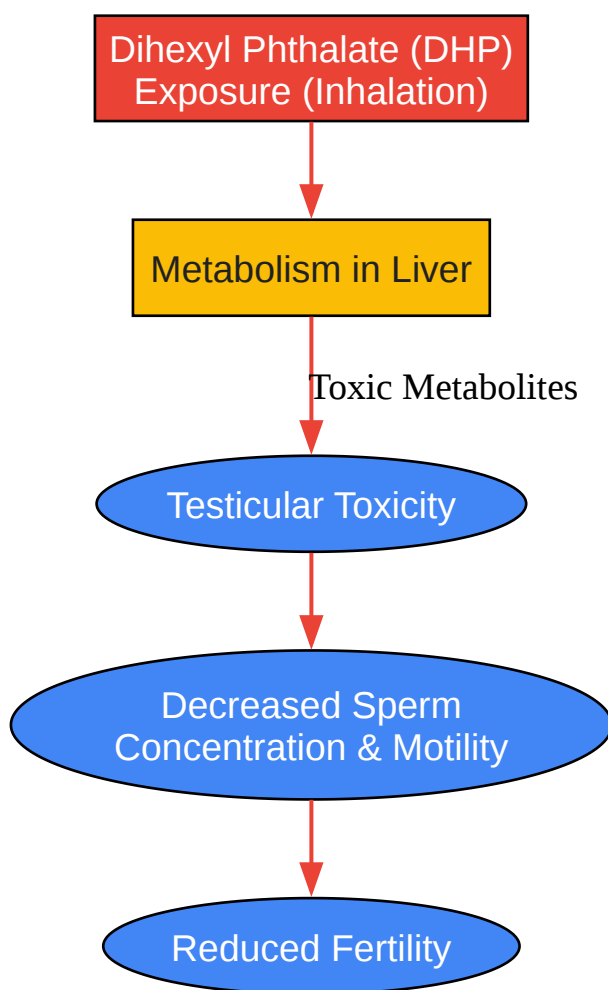 Dihexyl Phthalate (DHP)
Exposure (Inhalation)
Metabolism in Liver
Toxic Metabolites
Testicular Toxicity
Decreased Sperm
Concentration & Motility
Reduced Fertility